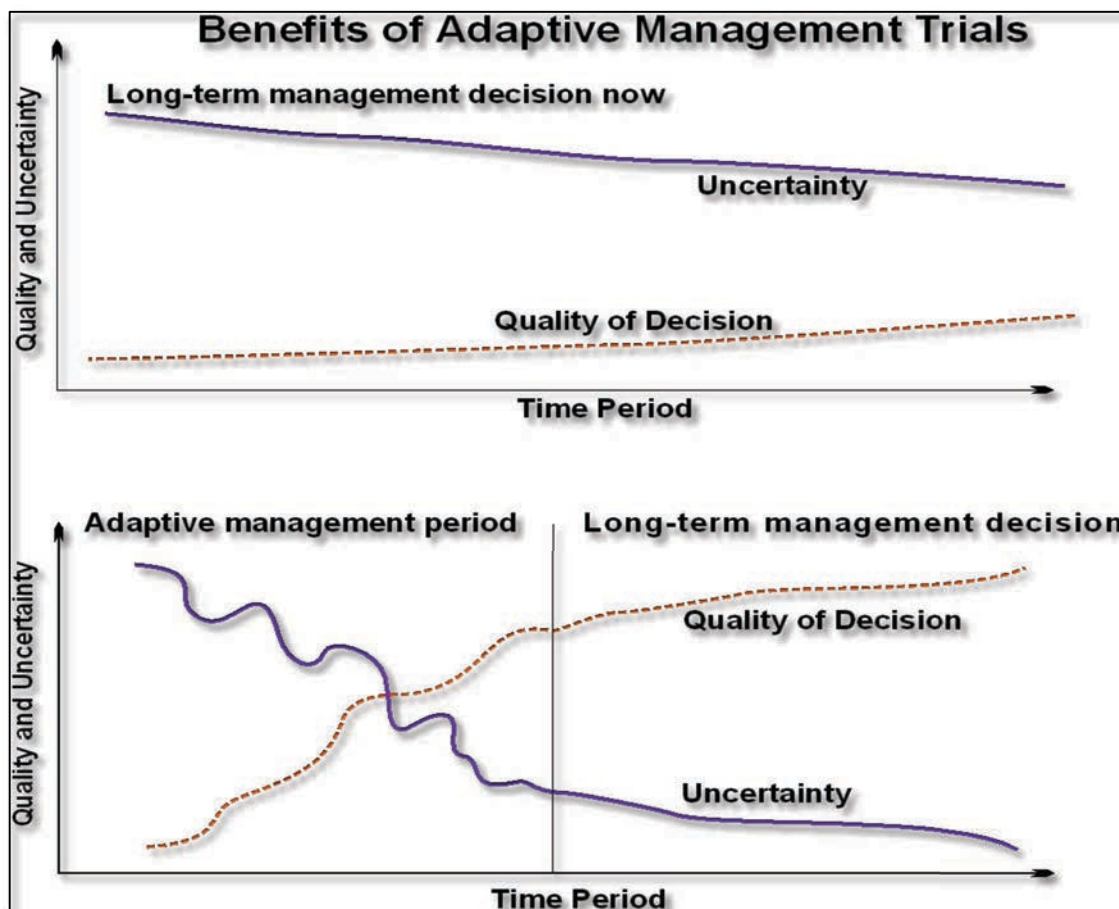 Benefits of Adaptive Management Trials
Quality and Uncertainty
Long-term management decision now
Uncertainty
Quality of Decision
Time Period
Quality and Uncertainty
Adaptive management period
Long-term management decision
Quality of Decision
Uncertainty
Time Period